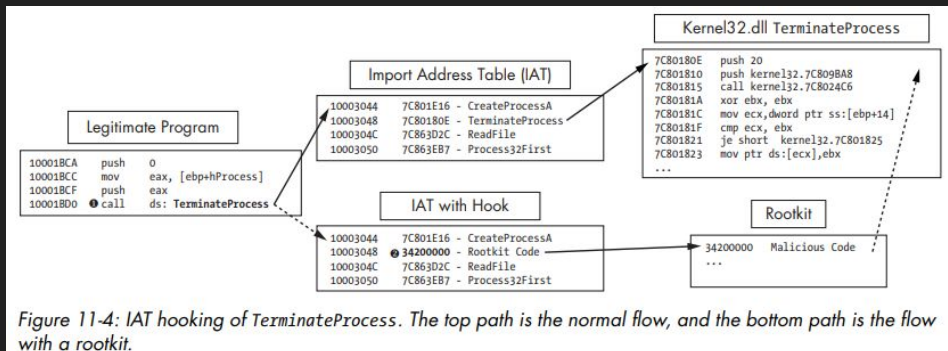 Kernel32.dll TerminateProcess
7C80180E push 20
7C801810 push kernel32.7C809BA8
7C801815 call kernel32.7C8024C6
7C80181A xor ebx, ebx
7C80181C mov ecx,dword ptr ss:[ebp+14]
7C80181F cmp ecx, ebx
7C801821 je short kernel32.7C801825
7C801823 mov ptr ds:[ecx],ebx
...
Import Address Table (IAT)
10003044 7C801E16 - CreateProcessA
10003048 7C80180E - TerminateProcess
1000304C 7C863D2C - ReadFile
10003050 7C863EB7 - Process32First
Legitimate Program
10001BCA push 0
10001BCC mov eax, [ebp+hProcess]
10001BCF push eax
10001BD0 ❶ call ds: TerminateProcess
IAT with Hook
10003044 7C801E16 - CreateProcessA
10003048 ❷ 34200000 - Rootkit Code
1000304C 7C863D2C - ReadFile
10003050 7C863EB7 - Process32First
Rootkit
34200000 Malicious Code
...
Figure 11-4: IAT hooking of TerminateProcess. The top path is the normal flow, and the bottom path is the flow
with a rootkit.